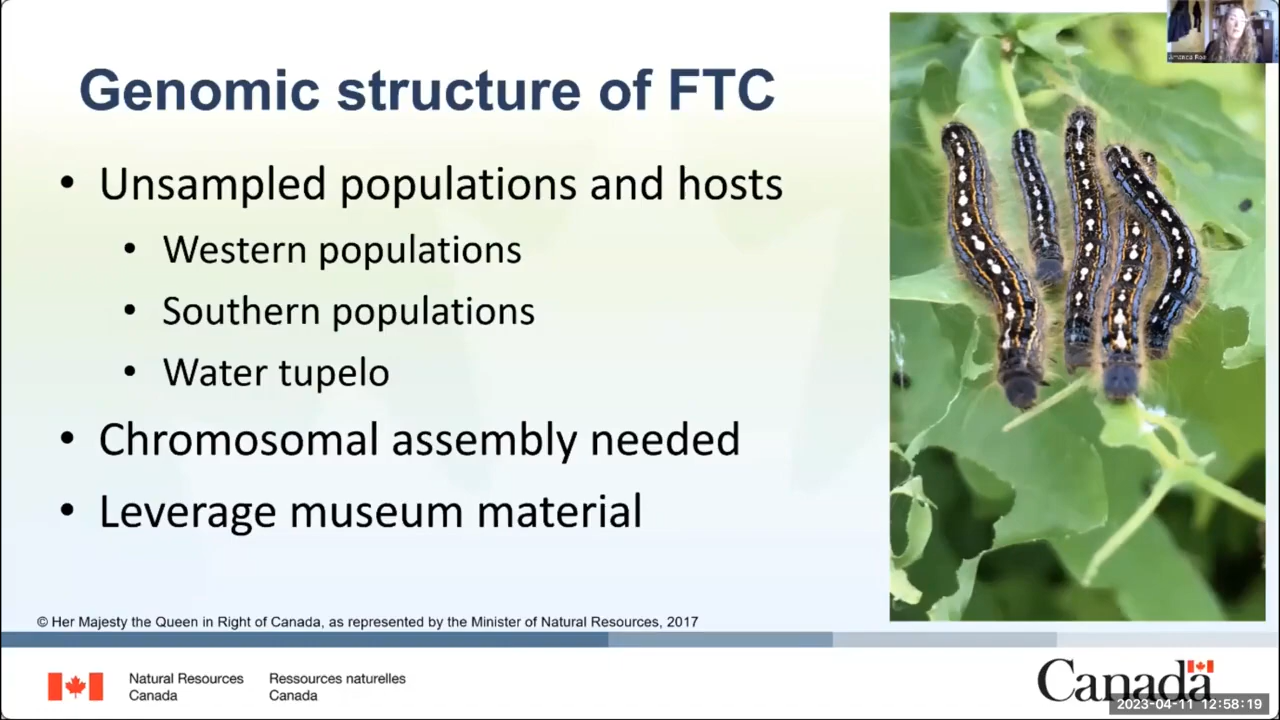 Genomic structure of FTC
• Unsampled populations and hosts
• Western populations
• Southern populations
• Water tupelo
• Chromosomal assembly needed
• Leverage museum material
© Her Majesty the Queen in Right of Canada, as represented by the Minister of Natural Resources, 2017
Natural Resources
Canada
Ressources naturelles
Canada
Canada
2023-04-11 12:58:19